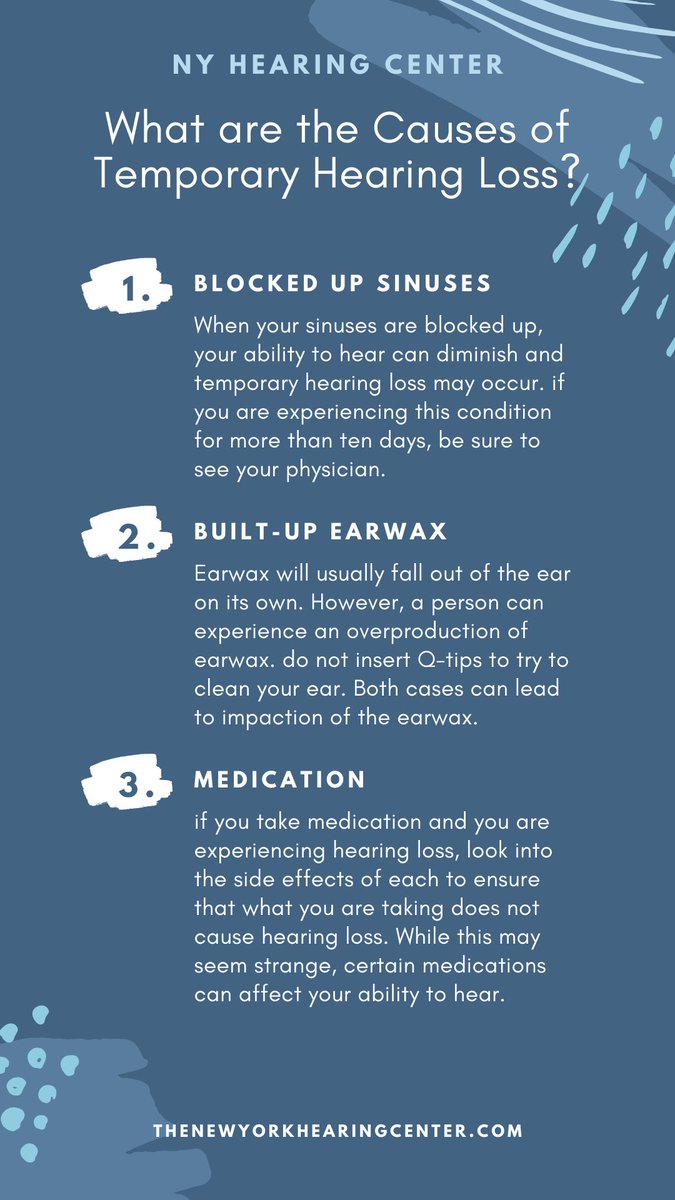 NY HEARING CENTER
What are the Causes of
Temporary Hearing Loss?
1.
BLOCKED UP SINUSES
When your sinuses are blocked up,
your ability to hear can diminish and
temporary hearing loss may occur. if
you are experiencing this condition
for more than ten days, be sure to
see your physician.
2.
BUILT-UP EARWAX
Earwax will usually fall out of the ear
on its own. However, a person can
experience an overproduction of
earwax. do not insert Q-tips to try to
clean your ear. Both cases can lead
to impaction of the earwax.
3.
MEDICATION
if you take medication and you are
experiencing hearing loss, look into
the side effects of each to ensure
that what you are taking does not
cause hearing loss. While this may
seem strange, certain medications
can affect your ability to hear.
THENEWYORKHEARINGCENTER.COM